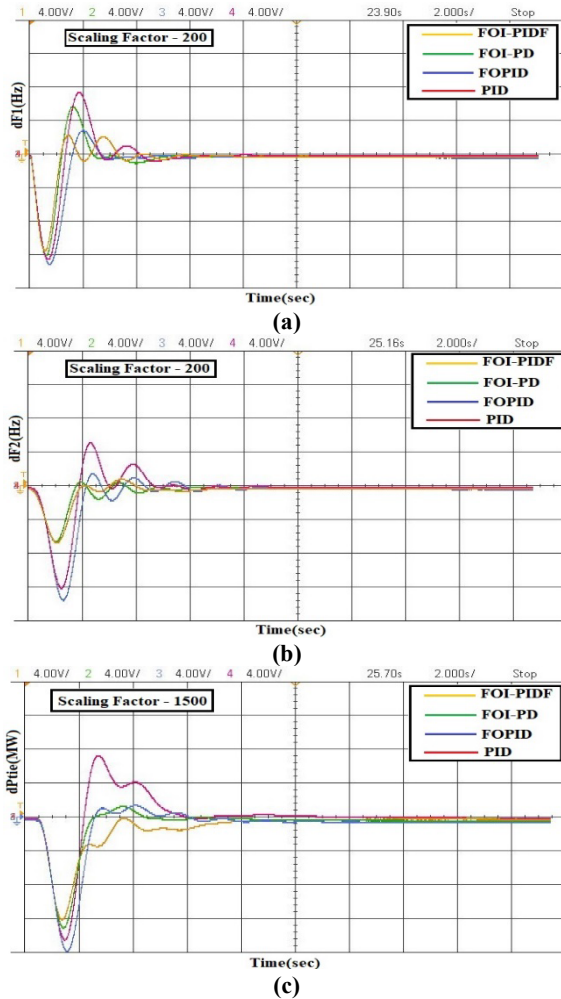 1 4.00V/ 2 4.00V/ 3 4.00V/ 4 4.00V/ 23.90s 2.000s/ Stop
Scaling Factor - 200
FOI-PIDF
FOI-PD
FOPID
PID
dF1(Hz)
Time(sec)
(a)
1 4.00V/ 2 4.00V/ 3 4.00V/ 4 4.00V/ 25.16s 2.000s/ Stop
Scaling Factor - 200
FOI-PIDF
FOI-PD
FOPID
PID
dF2(Hz)
Time(sec)
(b)
1 4.00V/ 2 4.00V/ 3 4.00V/ 4 4.00V/ 25.70s 2.000s/ Stop
Scaling Factor - 1500
FOI-PIDF
FOI-PD
FOPID
PID
dPtie(MW)
Time(sec)
(c)